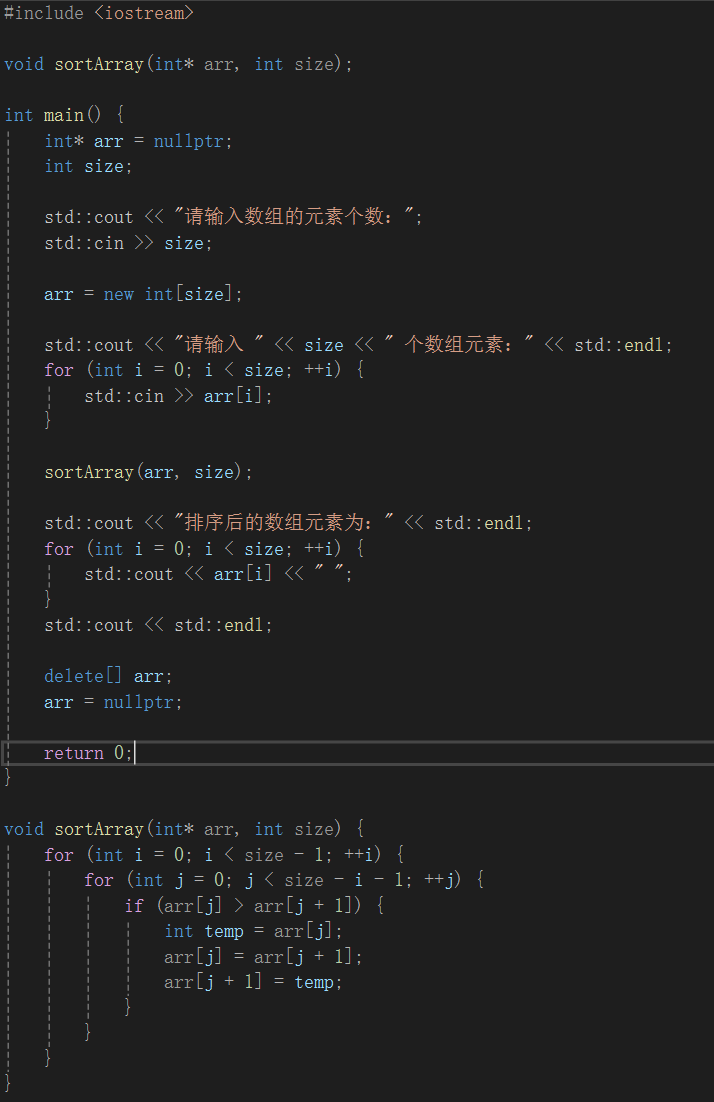 #include <iostream>
void sortArray(int* arr, int size);
int main() {
int* arr = nullptr;
int size;
std::cout << "请输入数组的元素个数：";
std::cin >> size;
arr = new int[size];
std::cout << "请输入 " << size << " 个数组元素：" << std::endl;
for (int i = 0; i < size; ++i) {
std::cin >> arr[i];
}
sortArray(arr, size);
std::cout << "排序后的数组元素为：" << std::endl;
for (int i = 0; i < size; ++i) {
std::cout << arr[i] << " ";
}
std::cout << std::endl;
delete[] arr;
arr = nullptr;
return 0;
}
void sortArray(int* arr, int size) {
for (int i = 0; i < size - 1; ++i) {
for (int j = 0; j < size - i - 1; ++j) {
if (arr[j] > arr[j + 1]) {
int temp = arr[j];
arr[j] = arr[j + 1];
arr[j + 1] = temp;
}
}
}
}